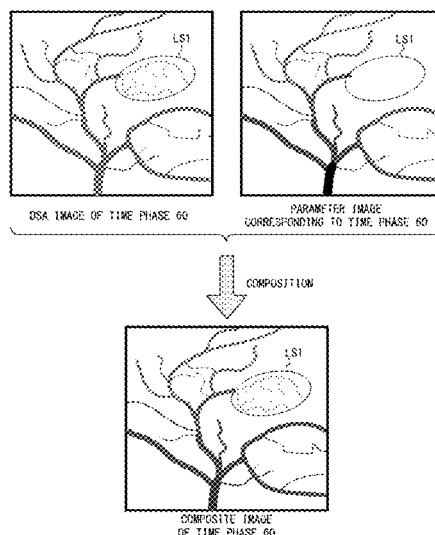 LS1
LS1
DSA IMAGE OF TIME PHASE 60
PARAMETER IMAGE
CORRESPONDING TO TIME PHASE 60
COMPOSITION
LS1
COMPOSITE IMAGE
OF TIME PHASE 60